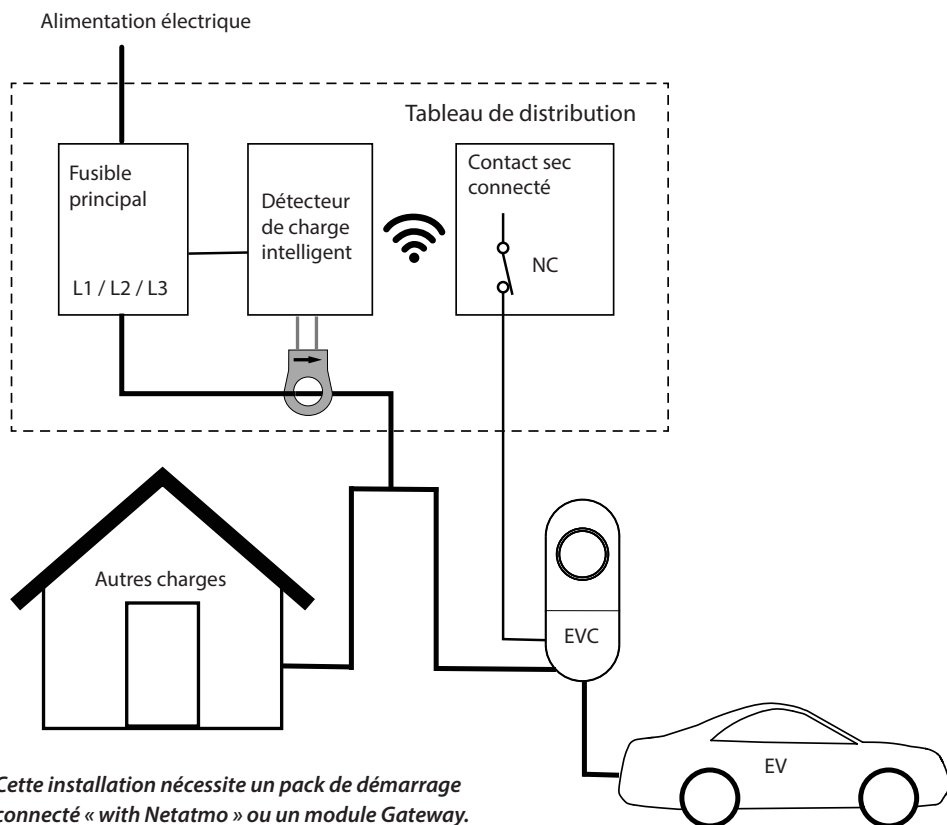 Alimentation électrique
Tableau de distribution
Fusible
principal
L1 / L2 / L3
Détecteur
de charge
intelligent
Contact sec
connecté
NC
Autres charges
EVC
EV
Cette installation nécessite un pack de démarrage
connecté « with Netatmo » ou un module Gateway.